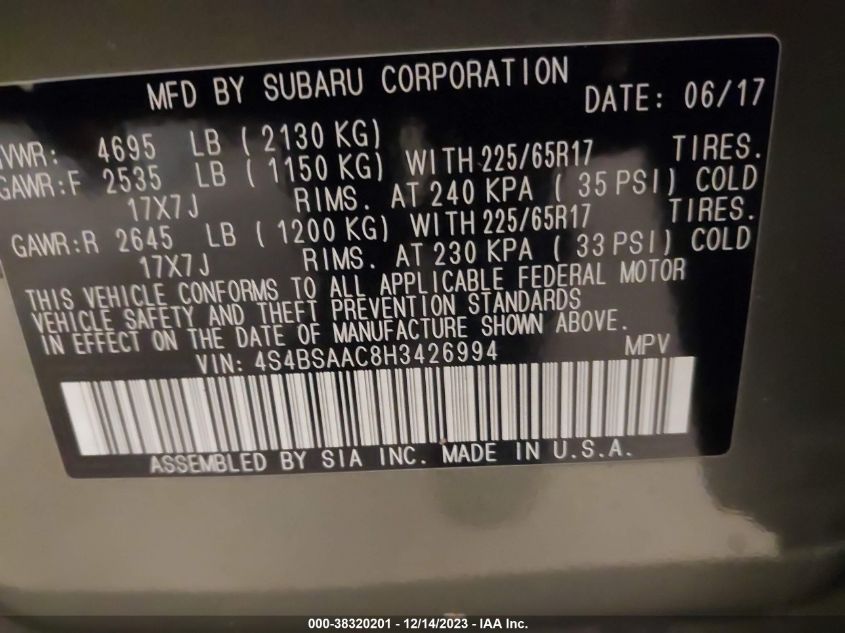 MFD BY SUBARU CORPORATION DATE: 06/17
VWR: 4695 LB ( 2130 KG)
GAWR:F 2535 LB ( 1150 KG) WITH 225/65R17 TIRES.
17X7J RIMS. AT 240 KPA ( 35 PSI) COLD
GAWR:R 2645 LB ( 1200 KG) WITH 225/65R17 TIRES.
17X7J RIMS. AT 230 KPA ( 33 PSI) COLD
THIS VEHICLE CONFORMS TO ALL APPLICABLE FEDERAL MOTOR
VEHICLE SAFETY AND THEFT PREVENTION STANDARDS
IN EFFECT ON THE DATE OF MANUFACTURE SHOWN ABOVE.
VIN: 4S4BSAAC8H3426994 MPV
ASSEMBLED BY SIA INC. MADE IN U.S.A.
000-38320201 - 12/14/2023 - IAA Inc.